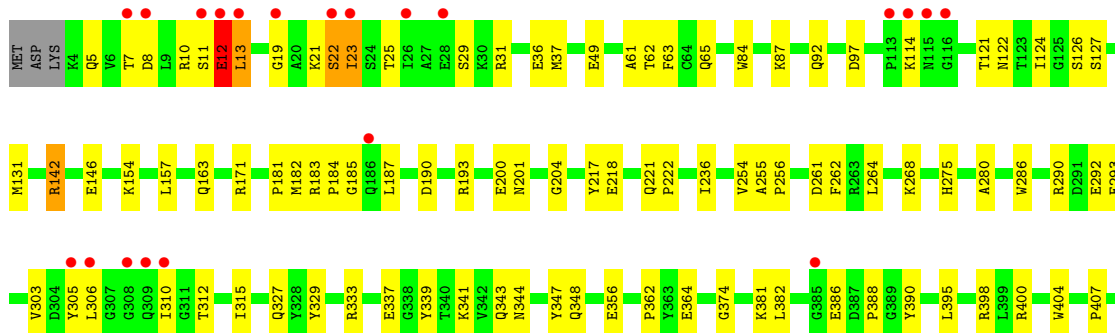 MET ASP LYS K4 Q5 V6 T7 D8 L9 R10 S11 E12 L13 G19 A20 K21 S22 I23 S24 T25 I26 A27 E28 S29 K30 R31 E36 M37 E49 A61 T62 F63 C64 Q65 W84 K87 Q92 D97 P113 K114 N115 G116 T121 N122 T123 I124 G125 S126 S127
M131 R142 E146 K154 L157 Q163 R171 P181 M182 R183 P184 G185 Q186 L187 D190 R193 E200 N201 G204 Y217 E218 Q221 P222 I236 V254 A255 P256 D261 F262 R263 L264 K268 H275 A280 W286 R290 D291 E292
V303 D304 Y305 L306 G307 G308 Q309 I310 G311 T312 I315 Q327 Y328 Y329 R333 E337 G338 Y339 T340 K341 V342 Q343 N344 Y347 Q348 E356 P362 Y363 E364 G374 K381 L382 G385 E386 D387 P388 G389 Y390 L395 R398 L399 R400 W404 P407